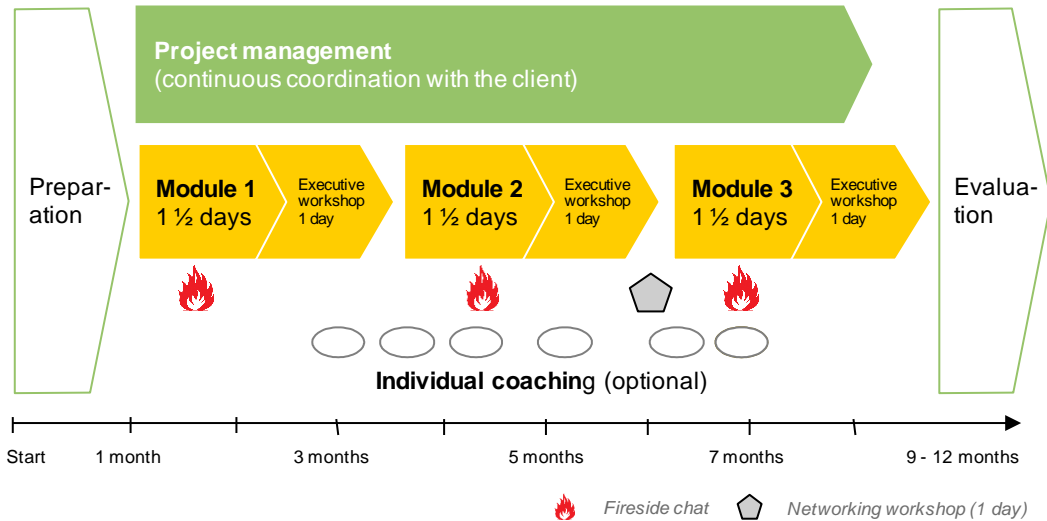 Project management
(continuous coordination with the client)
Prepar-
ation
Module 1
1 ½ days
Executive
workshop
1 day
Module 2
1 ½ days
Executive
workshop
1 day
Module 3
1 ½ days
Executive
workshop
1 day
Evalua-
tion
Individual coaching (optional)
Start
1 month
3 months
5 months
7 months
9 - 12 months
Fireside chat
Networking workshop (1 day)